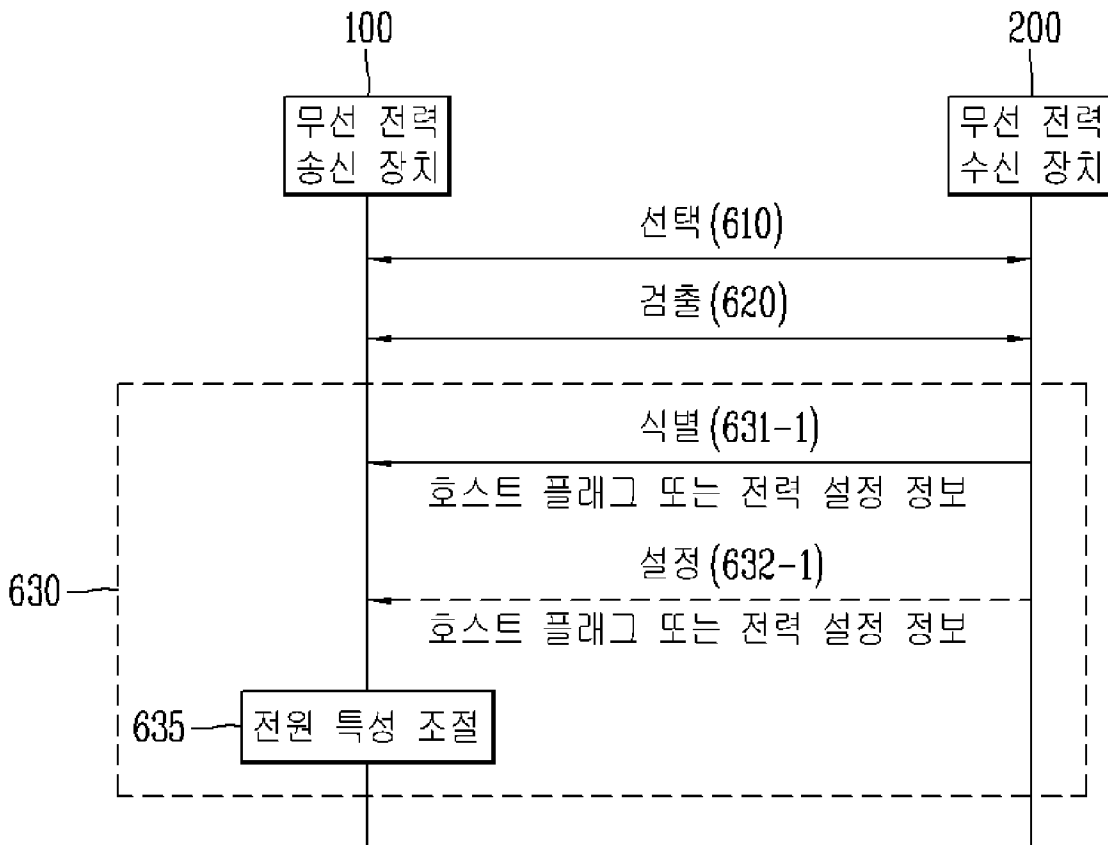 100
200
무선 전력
송신 장치
무선 전력
수신 장치
선택(610)
검출(620)
식별(631-1)
호스트 플래그 또는 전력 설정 정보
설정(632-1)
호스트 플래그 또는 전력 설정 정보
630
635
전원 특성 조절